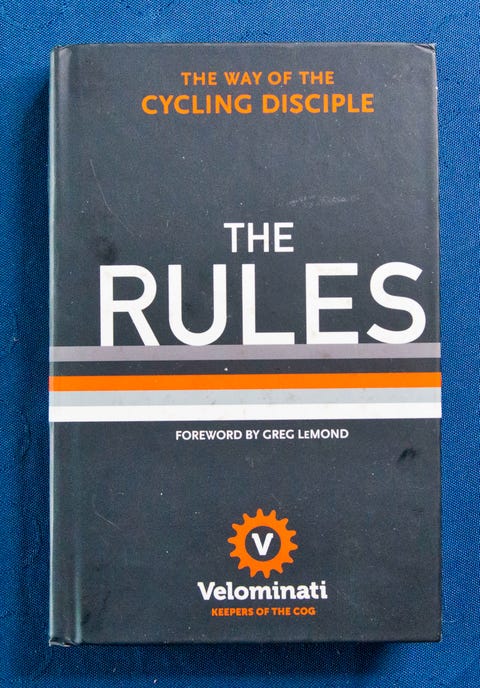 THE WAY OF THE
CYCLING DISCIPLE
THE
RULES
FOREWORD BY GREG LEMOND
V
Velominati
KEEPERS OF THE COG